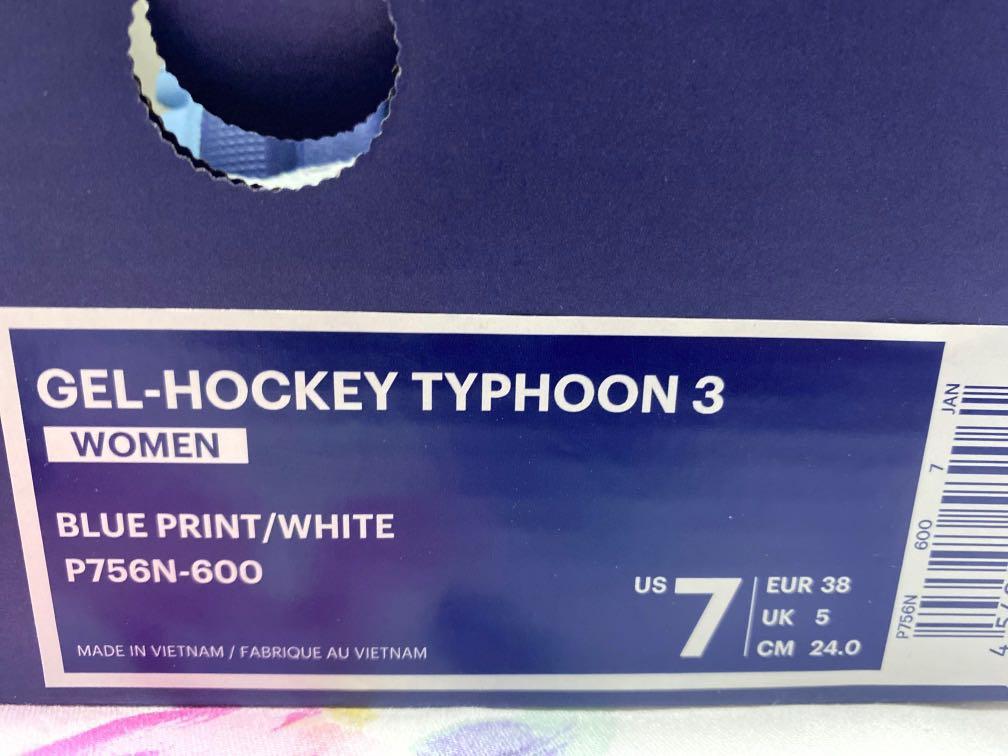 GEL-HOCKEY TYPHOON 3
WOMEN
BLUE PRINT/WHITE
P756N-600
US 7
EUR 38
UK 5
CM 24.0
MADE IN VIETNAM / FABRIQUE AU VIETNAM
P756N 600 7 JAN